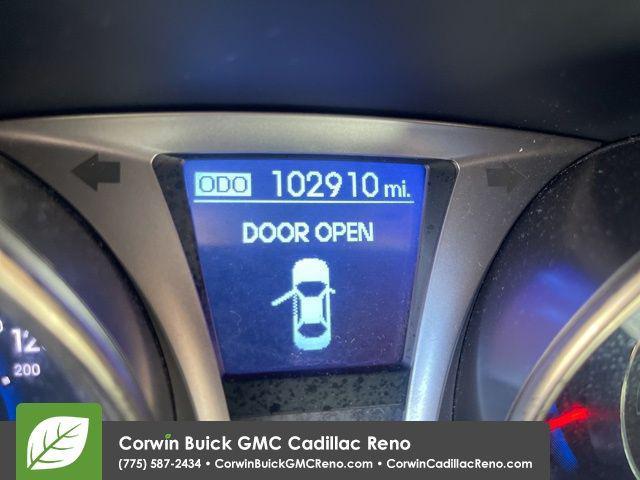 ODO 102910 mi.
DOOR OPEN
200
Corwin Buick GMC Cadillac Reno
(775) 587-2434 • CorwinBuickGMCReno.com • CorwinCadillacReno.com